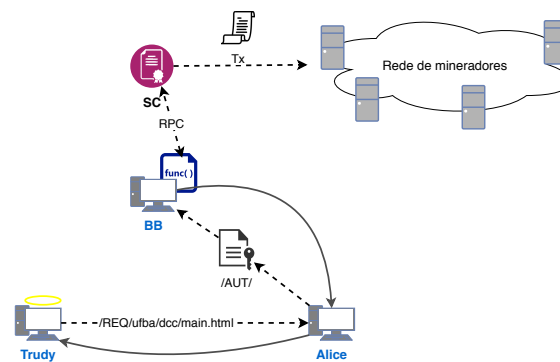 Tx
Rede de mineradores
SC
RPC
func( )
BB
/AUT/
/REQ/ufba/dcc/main.html
Trudy
Alice